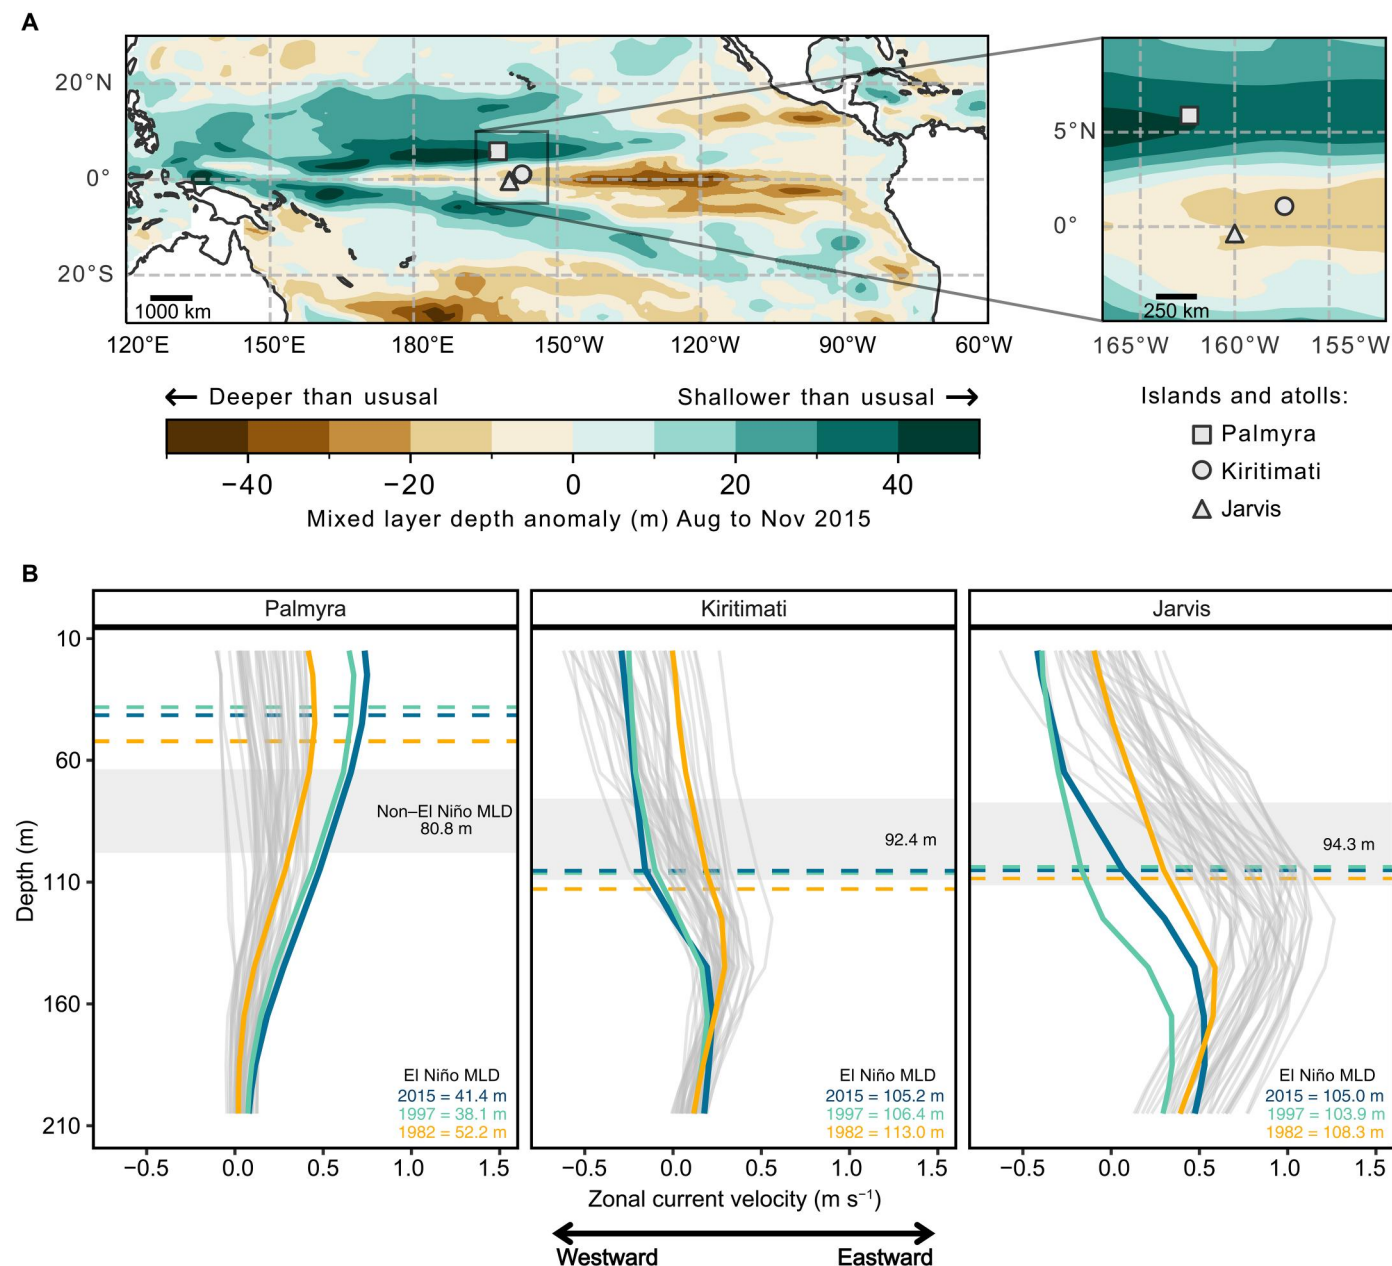 A
20°N
0°
20°S
1000 km
120°E 150°E 180°E 150°W 120°W 90°W 60°W
5°N
0°
250 km
165°W 160°W 155°W
← Deeper than ususal Shallower than ususal →
−40 −20 0 20 40
Mixed layer depth anomaly (m) Aug to Nov 2015
Islands and atolls:
Palmyra
Kiritimati
Jarvis
B
Palmyra Kiritimati Jarvis
Depth (m)
10
60
110
160
210
Non–El Niño MLD
80.8 m
92.4 m
94.3 m
El Niño MLD
2015 = 41.4 m
1997 = 38.1 m
1982 = 52.2 m
El Niño MLD
2015 = 105.2 m
1997 = 106.4 m
1982 = 113.0 m
El Niño MLD
2015 = 105.0 m
1997 = 103.9 m
1982 = 108.3 m
−0.5 0.0 0.5 1.0 1.5
−0.5 0.0 0.5 1.0 1.5
−0.5 0.0 0.5 1.0 1.5
Zonal current velocity (m s⁻¹)
Westward Eastward